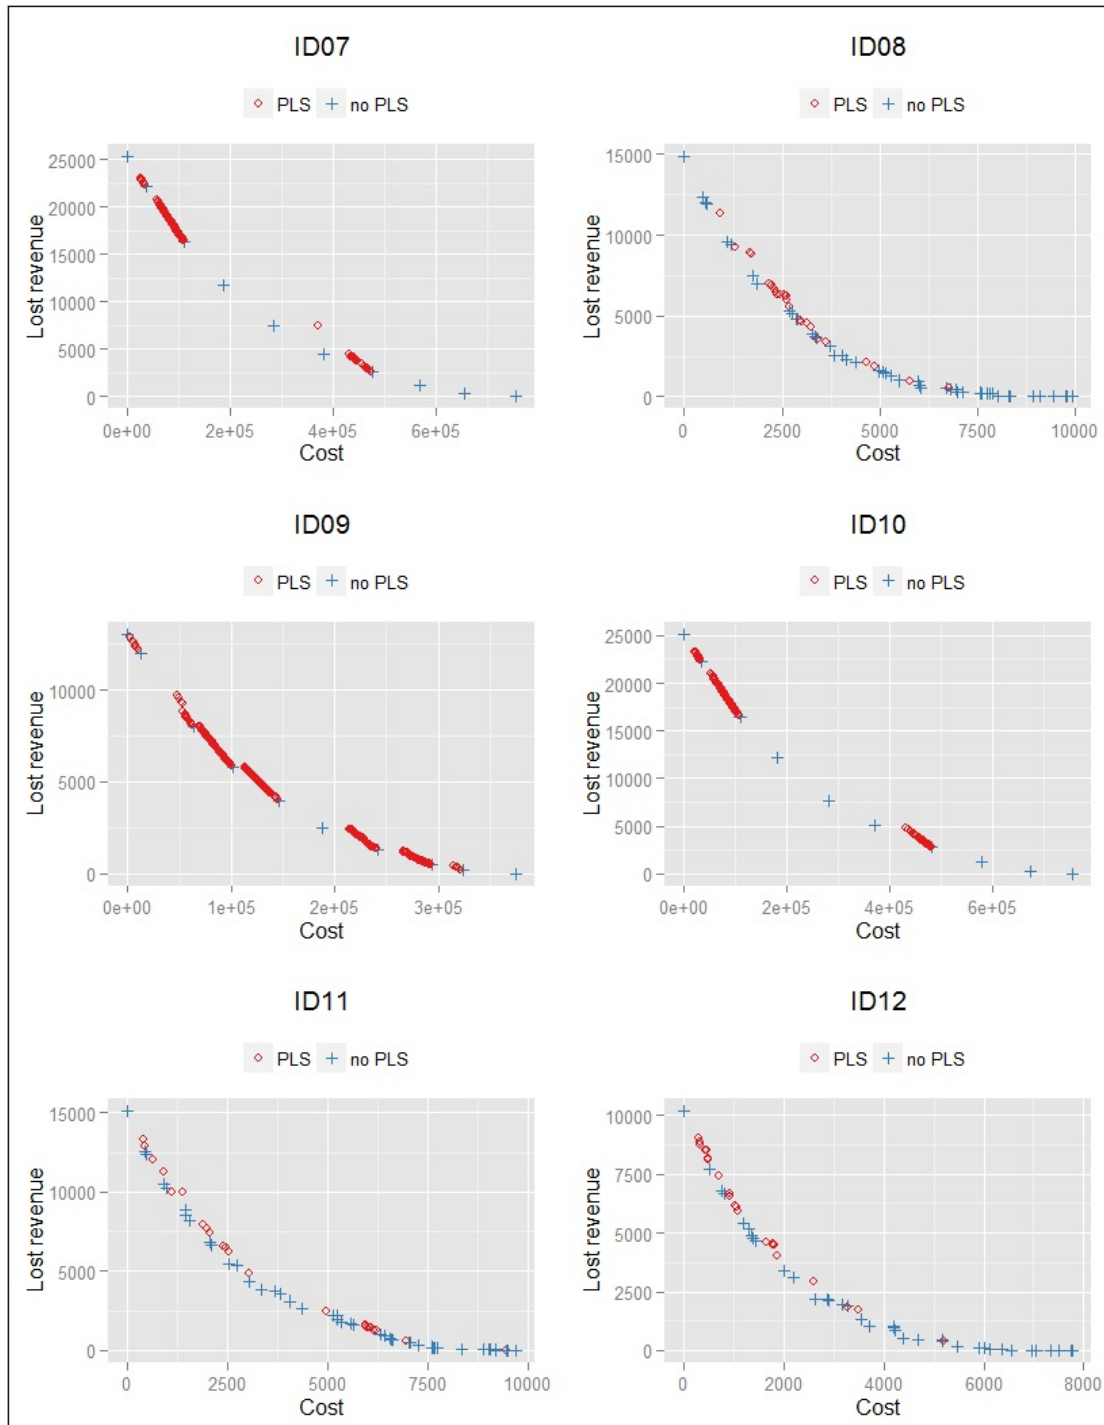 ID07
PLS no PLS
25000
20000
15000
10000
5000
0
Lost revenue
0e+00 2e+05 4e+05 6e+05
Cost
ID08
PLS no PLS
15000
10000
5000
0
Lost revenue
0 2500 5000 7500 10000
Cost
ID09
PLS no PLS
10000
5000
0
Lost revenue
0e+00 1e+05 2e+05 3e+05
Cost
ID10
PLS no PLS
25000
20000
15000
10000
5000
0
Lost revenue
0e+00 2e+05 4e+05 6e+05
Cost
ID11
PLS no PLS
15000
10000
5000
0
Lost revenue
0 2500 5000 7500 10000
Cost
ID12
PLS no PLS
10000
7500
5000
2500
0
Lost revenue
0 2000 4000 6000 8000
Cost